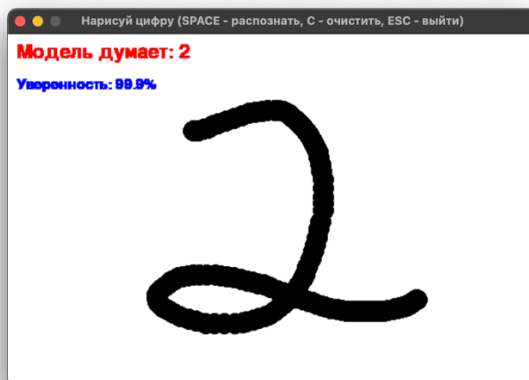 Нарисуй цифру (SPACE - распознать, C - очистить, ESC - выйти)
Модель думает: 2
Уверенность: 99.9%
2